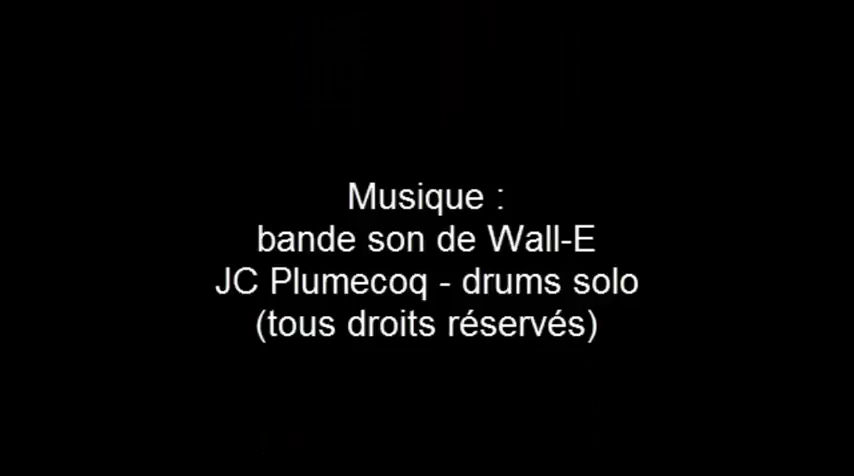 Musique :
bande son de Wall-E
JC Plumecoq - drums solo
(tous droits réservés)